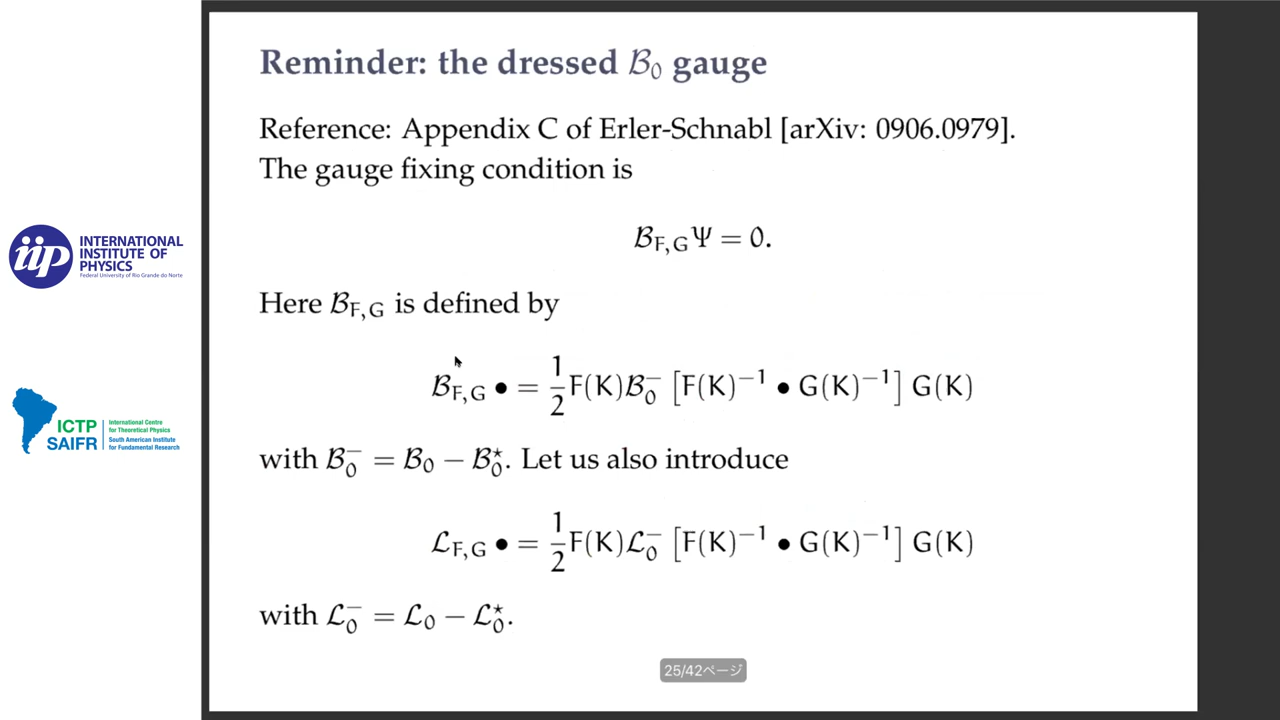 Reminder: the dressed ℬ₀ gauge
Reference: Appendix C of Erler-Schnabl [arXiv: 0906.0979].
The gauge fixing condition is
ℬ_{F,G}Ψ = 0.
Here ℬ_{F,G} is defined by
ℬ_{F,G} • = \frac{1}{2}F(K)ℬ₀⁻ [F(K)⁻¹ • G(K)⁻¹] G(K)
with ℬ₀⁻ = ℬ₀ − ℬ₀^⋆. Let us also introduce
ℒ_{F,G} • = \frac{1}{2}F(K)ℒ₀⁻ [F(K)⁻¹ • G(K)⁻¹] G(K)
with ℒ₀⁻ = ℒ₀ − ℒ₀^⋆.
25/42ページ
iip
INTERNATIONAL
INSTITUTE OF
PHYSICS
Federal University of Rio Grande do Norte
ICTP
SAIFR
International Centre
for Theoretical Physics
South American Institute
for Fundamental Research